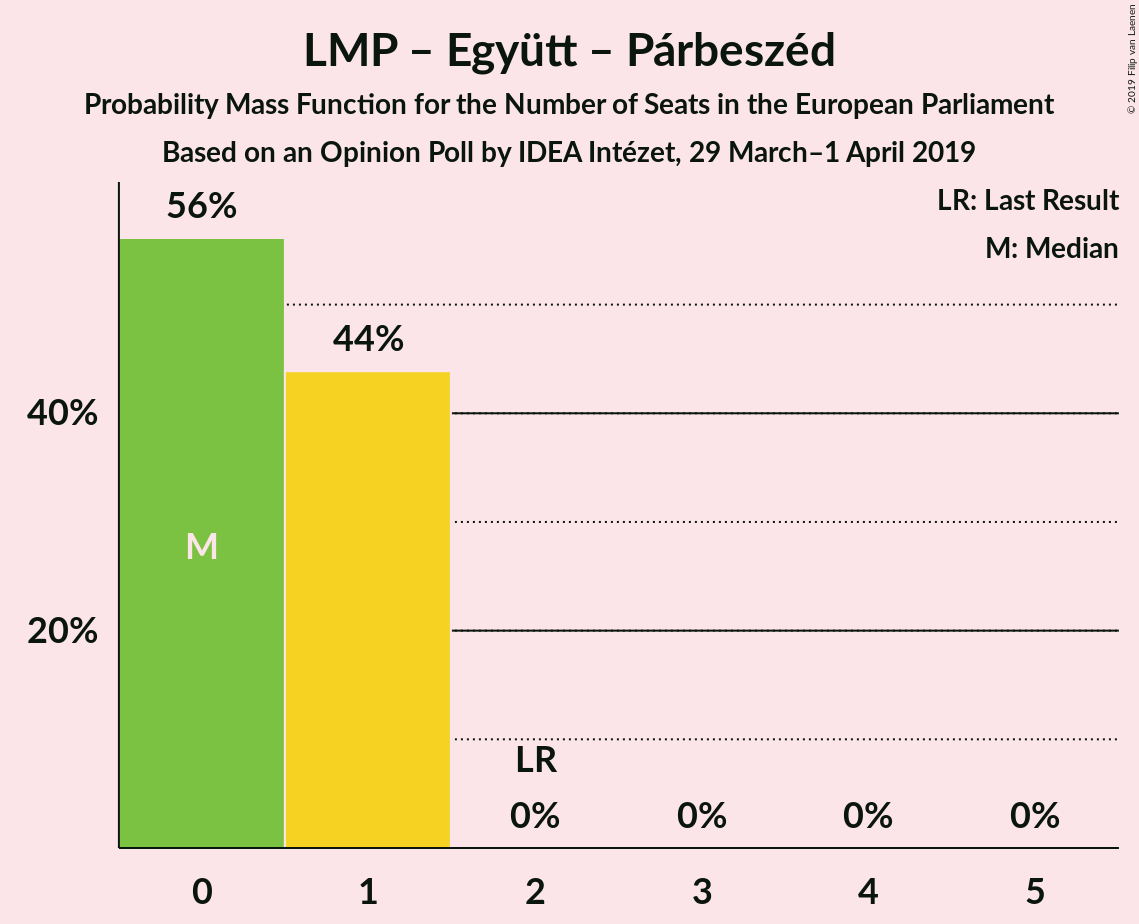 LMP – Együtt – Párbeszéd
Probability Mass Function for the Number of Seats in the European Parliament
Based on an Opinion Poll by IDEA Intézet, 29 March–1 April 2019
© 2019 Filip van Laenen
LR: Last Result
M: Median
56%
44%
40%
20%
M
LR
0% 0% 0% 0%
0 1 2 3 4 5